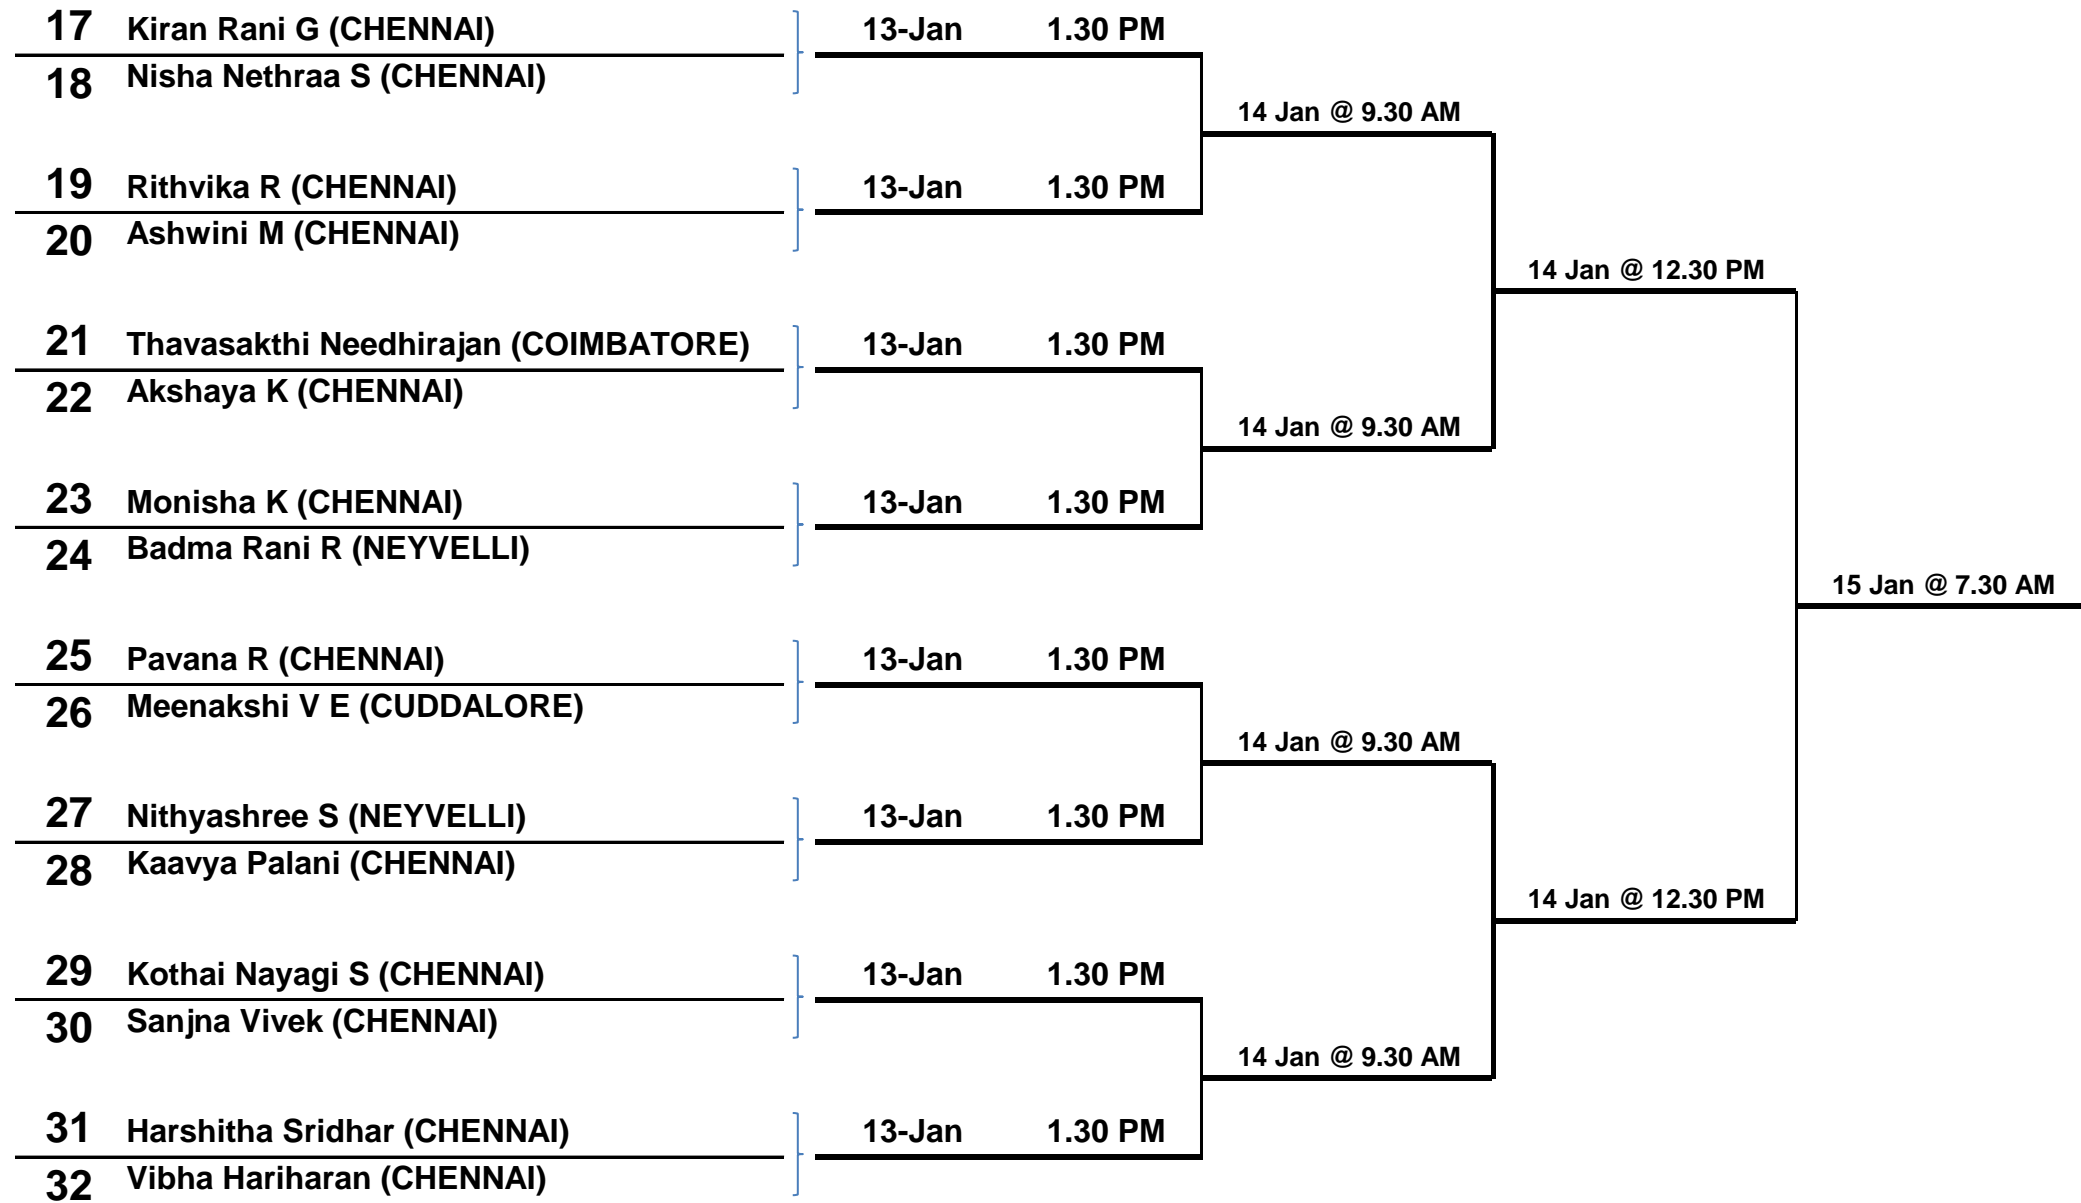 17 Kiran Rani G (CHENNAI) 13-Jan 1.30 PM
18 Nisha Nethraa S (CHENNAI)
14 Jan @ 9.30 AM
19 Rithvika R (CHENNAI) 13-Jan 1.30 PM
20 Ashwini M (CHENNAI)
14 Jan @ 12.30 PM
21 Thavasakthi Needhirajan (COIMBATORE) 13-Jan 1.30 PM
22 Akshaya K (CHENNAI)
14 Jan @ 9.30 AM
23 Monisha K (CHENNAI) 13-Jan 1.30 PM
24 Badma Rani R (NEYVELLI)
15 Jan @ 7.30 AM
25 Pavana R (CHENNAI) 13-Jan 1.30 PM
26 Meenakshi V E (CUDDALORE)
14 Jan @ 9.30 AM
27 Nithyashree S (NEYVELLI) 13-Jan 1.30 PM
28 Kaavya Palani (CHENNAI)
14 Jan @ 12.30 PM
29 Kothai Nayagi S (CHENNAI) 13-Jan 1.30 PM
30 Sanjna Vivek (CHENNAI)
14 Jan @ 9.30 AM
31 Harshitha Sridhar (CHENNAI) 13-Jan 1.30 PM
32 Vibha Hariharan (CHENNAI)